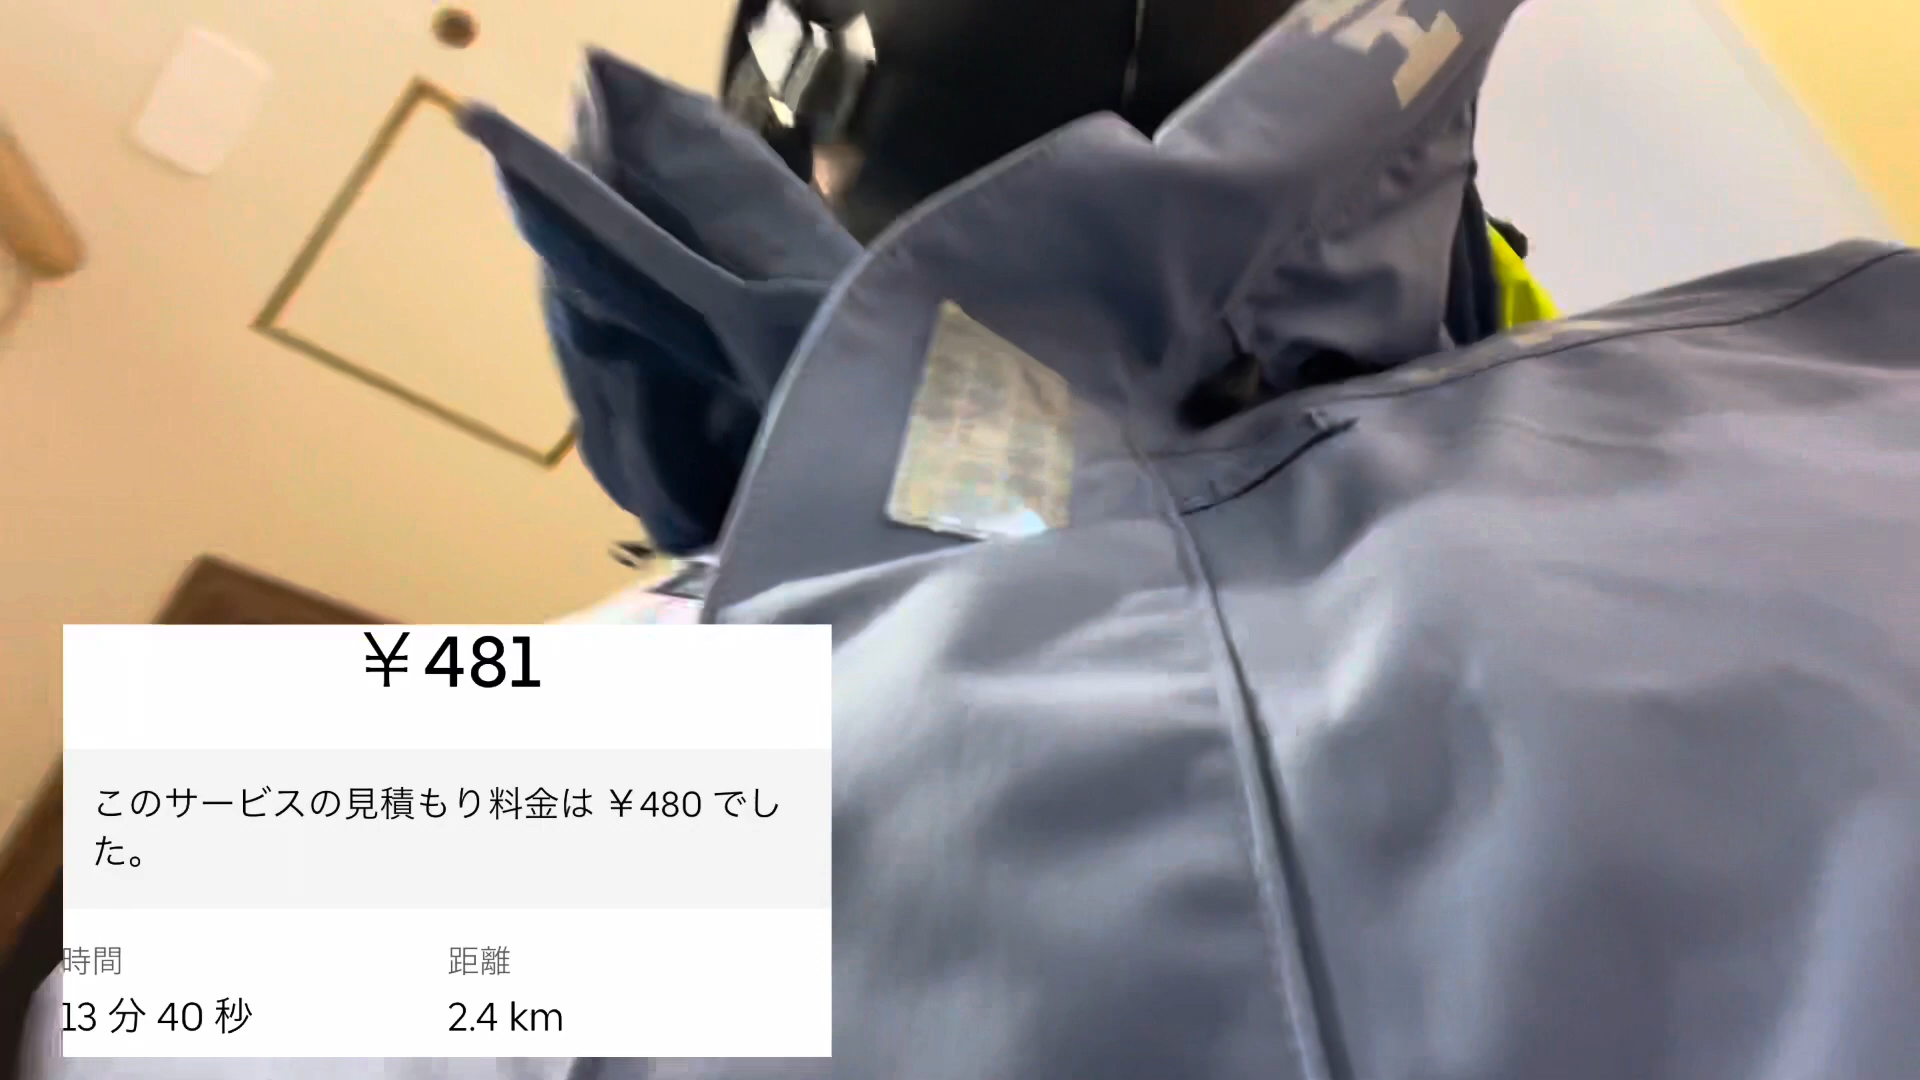 ￥481
このサービスの見積もり料金は ￥480 でし
た。
時間
距離
13 分 40 秒
2.4 km